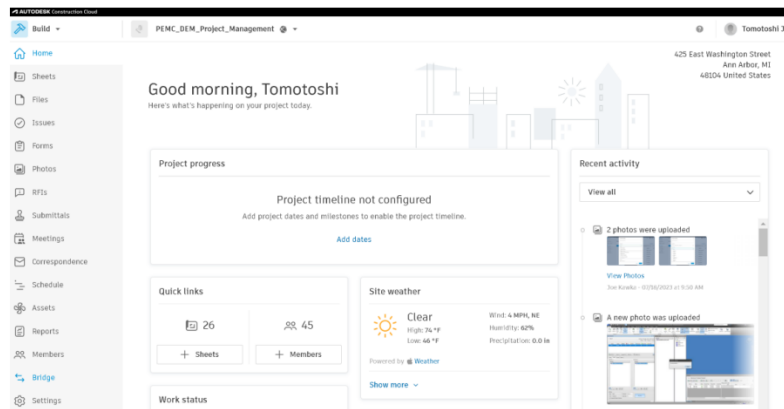 AUTODESK Construction Cloud
Build
PEMC_DEM_Project_Management
Tomotoshi J
Home
Sheets
Files
Issues
Forms
Photos
RFIs
Submittals
Meetings
Correspondence
Schedule
Assets
Reports
Members
Bridge
Settings
425 East Washington Street
Ann Arbor, MI
48104 United States
Good morning, Tomotoshi
Here's what's happening on your project today.
Project progress
Project timeline not configured
Add project dates and milestones to enable the project timeline.
Add dates
Quick links
26
45
+ Sheets
+ Members
Work status
Site weather
Clear
High: 74 °F
Low: 46 °F
Wind: 4 MPH, NE
Humidity: 62%
Precipitation: 0.0 in
Powered by Weather
Show more
Recent activity
View all
2 photos were uploaded
View Photos
A new photo was uploaded